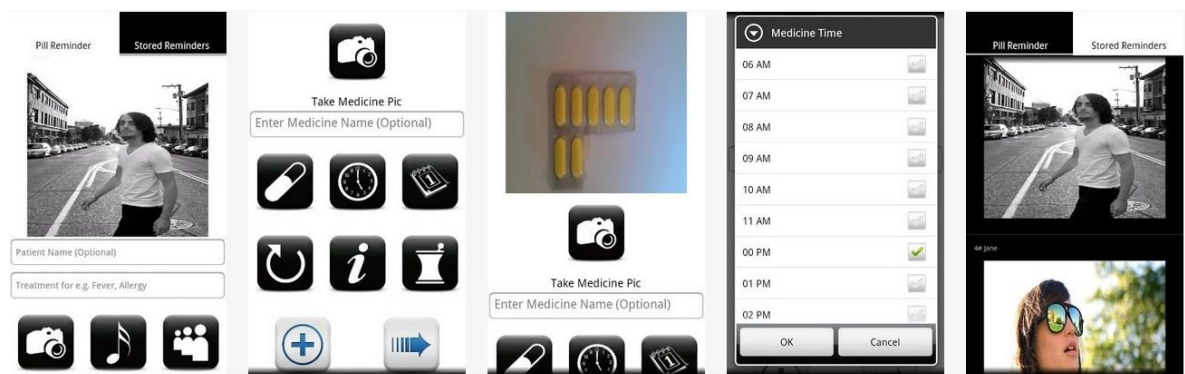 Pill Reminder
Stored Reminders
Patient Name (Optional)
Treatment for e.g. Fever, Allergy
Take Medicine Pic
Enter Medicine Name (Optional)
1
i
Take Medicine Pic
Enter Medicine Name (Optional)
1
Medicine Time
06 AM
07 AM
08 AM
09 AM
10 AM
11 AM
00 PM
01 PM
02 PM
OK
Cancel
Pill Reminder
Stored Reminders
4# Jane